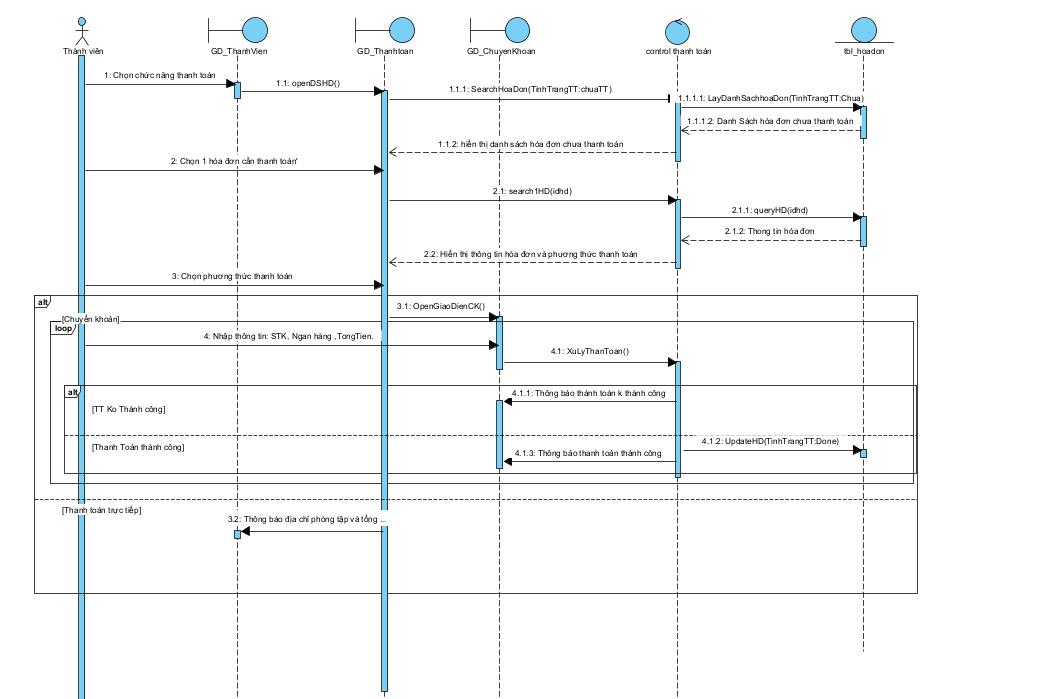 Thành viên
GD_ThanhVien
GD_Thanhtoan
GD_ChuyenKhoan
control thanh toán
tbl_hoadon
1: Chọn chức năng thanh toán
1.1: openDSHD()
1.1.1: SearchHoaDon(TinhTrangTT:chuaTT)
1.1.1.1: LayDanhSachhoaDon(TinhTrangTT:Chua)
1.1.1.2: Danh Sách hóa đơn chưa thanh toán
1.1.2: hiển thị danh sách hóa đơn chưa thanh toán
2: Chọn 1 hóa đơn cần thanh toán'
2.1: search1HD(idhd)
2.1.1: queryHD(idhd)
2.1.2: Thong tin hóa đơn
2.2: Hiển thị thông tin hóa đơn và phương thức thanh toán
3: Chọn phương thức thanh toán
alt
3.1: OpenGiaoDienCK()
[Chuyển khoản]
loop
4: Nhập thông tin: STK, Ngan hàng ,TongTien.
4.1: XuLyThanToan()
alt
4.1.1: Thông báo thánh toán k thành công
[TT Ko Thành công]
4.1.2: UpdateHD(TinhTrangTT:Done)
[Thanh Toán thành công]
4.1.3: Thông báo thanh toán thành công
[Thanh toán trực tiếp]
3.2: Thông báo địa chỉ phòng tập và tổng ...